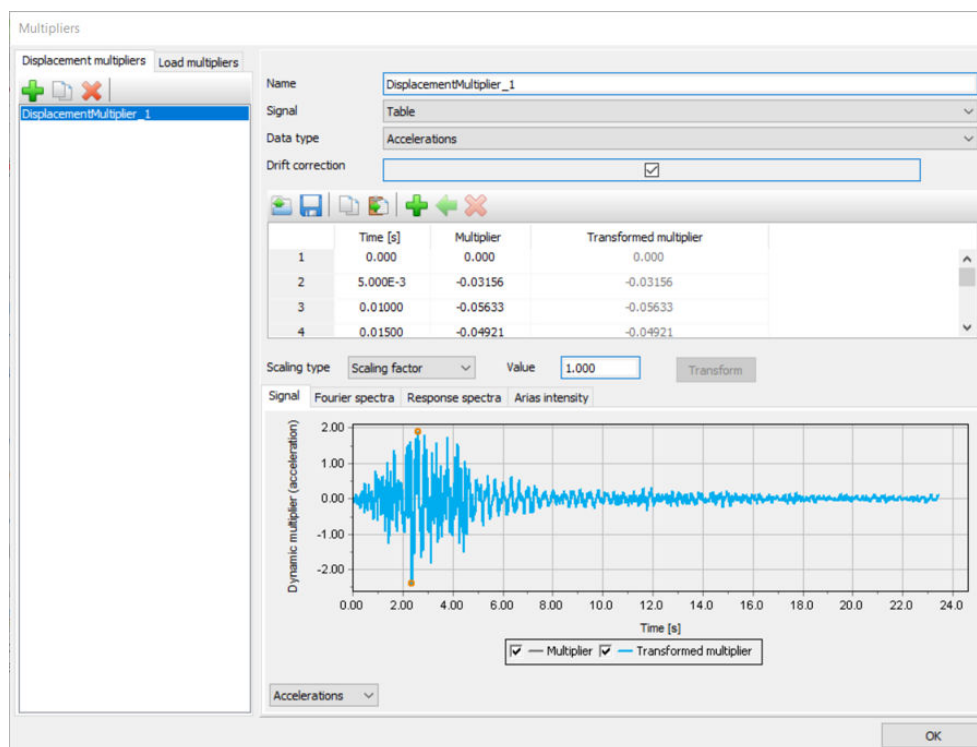 Multipliers
Displacement multipliers Load multipliers
DisplacementMultiplier_1
Name DisplacementMultiplier_1
Signal Table
Data type Accelerations
Drift correction
Time [s] Multiplier Transformed multiplier
1 0.000 0.000 0.000
2 5.000E-3 -0.03156 -0.03156
3 0.01000 -0.05633 -0.05633
4 0.01500 -0.04921 -0.04921
Scaling type Scaling factor Value 1.000 Transform
Signal Fourier spectra Response spectra Arias intensity
Dynamic multiplier (acceleration)
2.00
1.00
0.00
-1.00
-2.00
0.00 2.00 4.00 6.00 8.00 10.0 12.0 14.0 16.0 18.0 20.0 22.0 24.0
Time [s]
Multiplier Transformed multiplier
Accelerations
OK